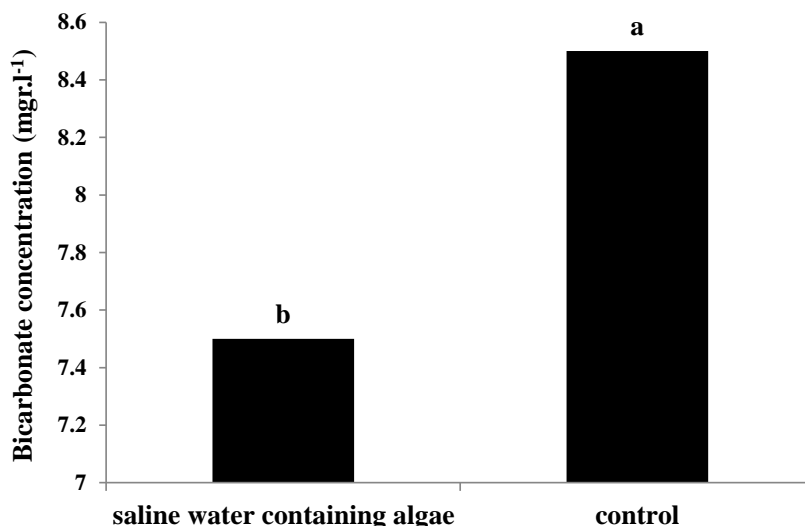 Bicarbonate concentration (mgr.l-1)
8.6
8.4
8.2
8
7.8
7.6
7.4
7.2
7
b
a
saline water containing algae
control